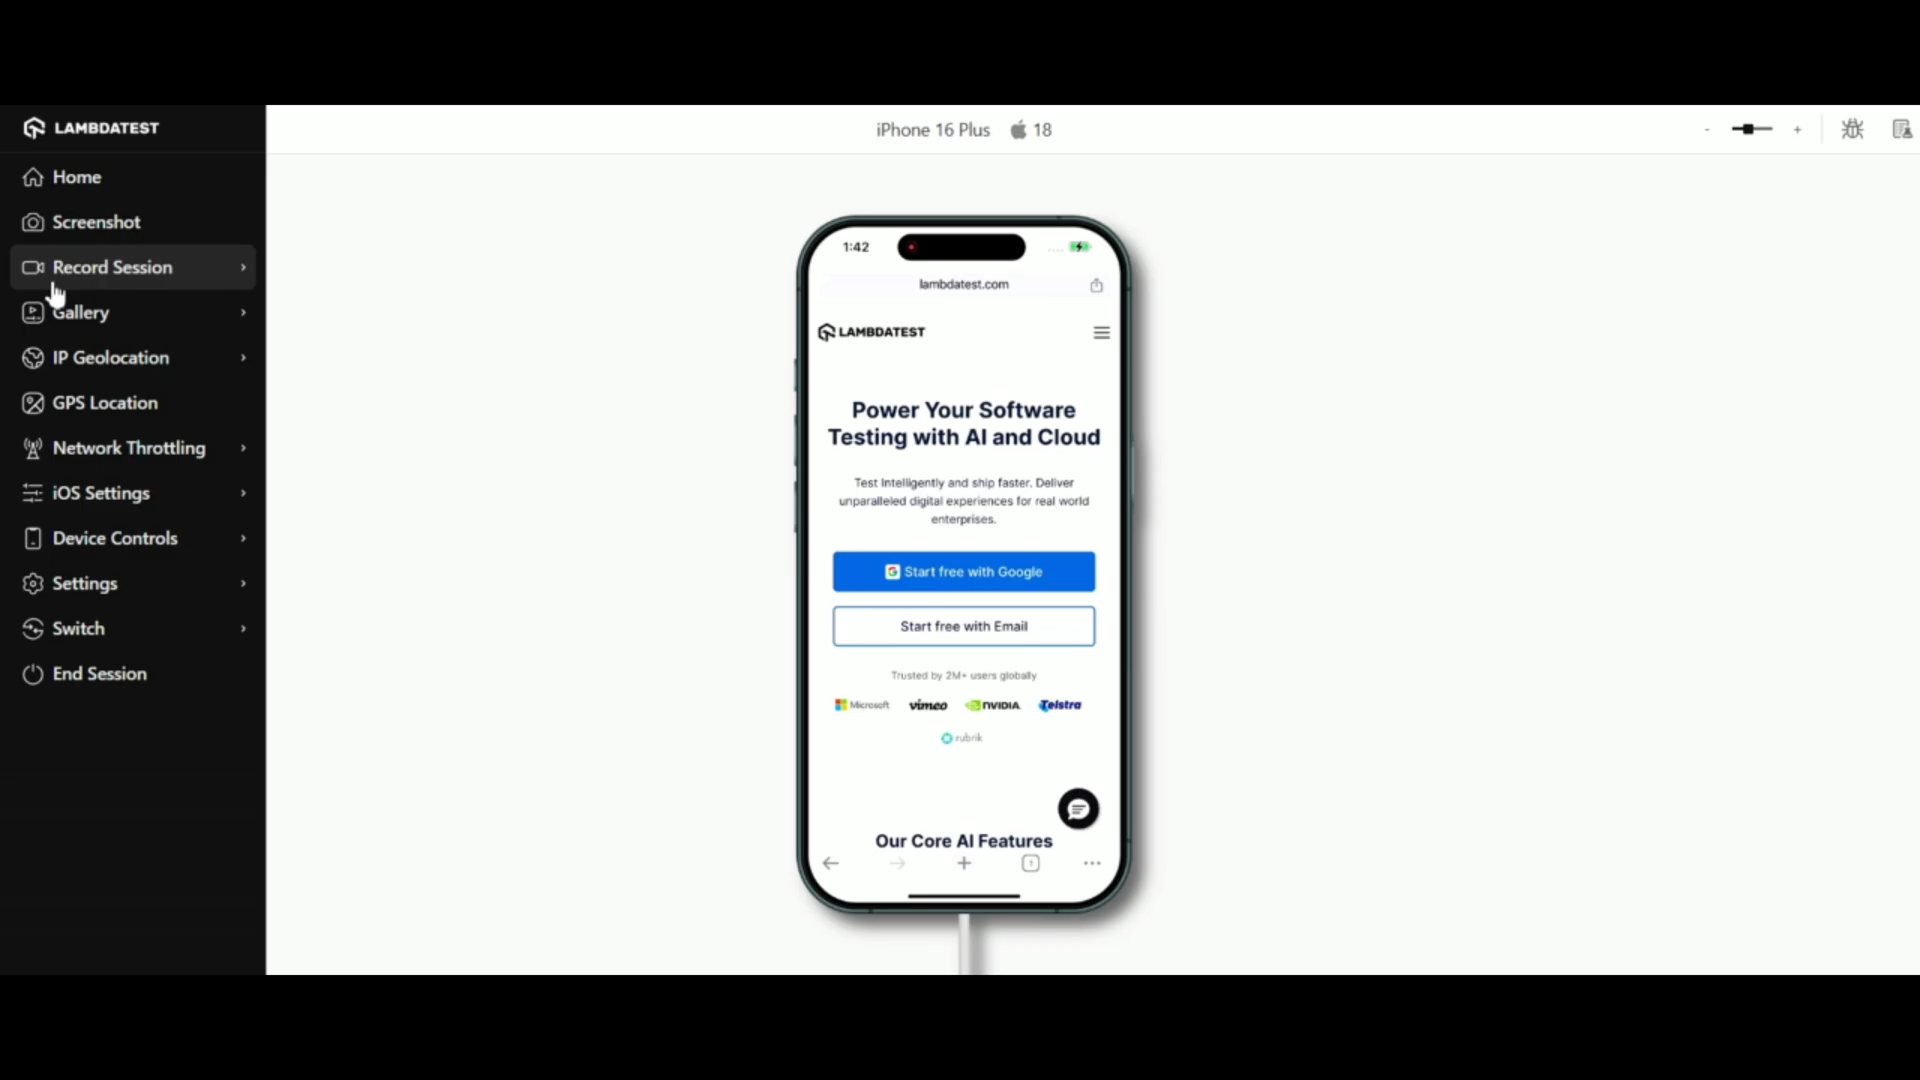 LAMBDATEST
Home
Screenshot
Record Session
Gallery
IP Geolocation
GPS Location
Network Throttling
iOS Settings
Device Controls
Settings
Switch
End Session
iPhone 16 Plus 18
- +
1:42
lambdatest.com
LAMBDATEST
Power Your Software
Testing with AI and Cloud
Test Intelligently and ship faster. Deliver
unparalleled digital experiences for real world
enterprises.
Start free with Google
Start free with Email
Trusted by 2M+ users globally
Microsoft vimeo NVIDIA Telstra
rubrik
Our Core AI Features
1